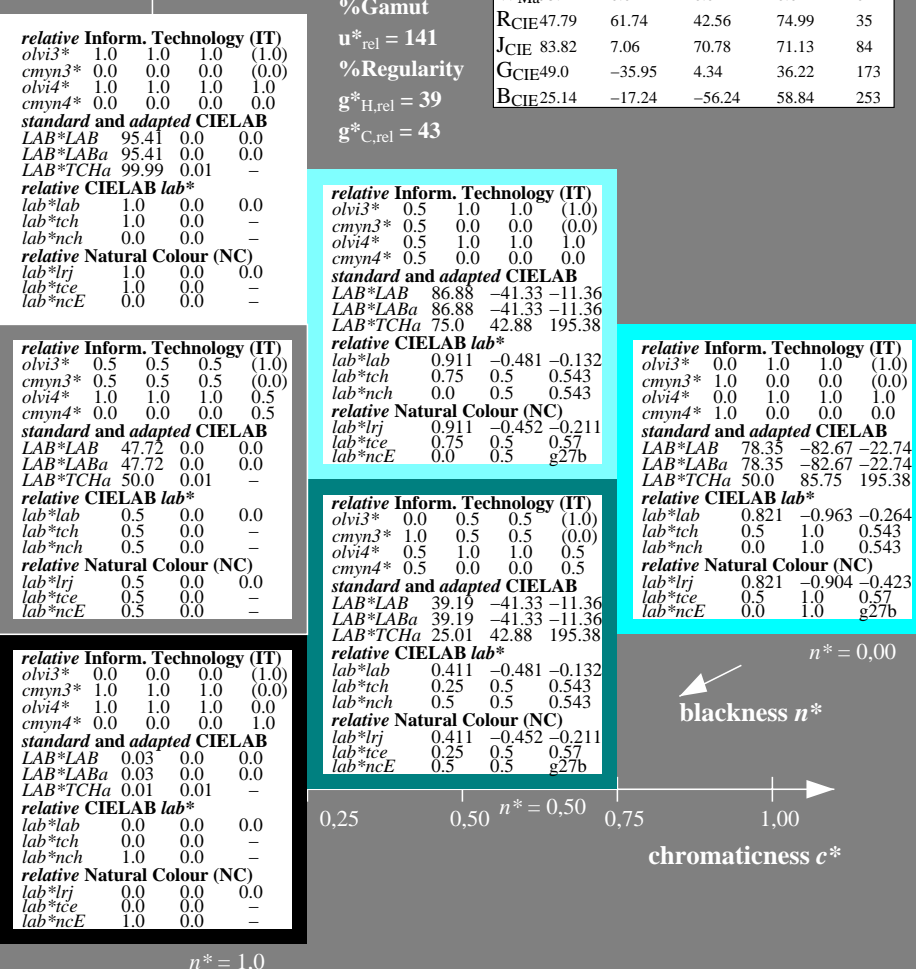 %Gamut
u*rel = 141
%Regularity
g*H,rel = 39
g*C,rel = 43
RCIE 47.79 61.74 42.56 74.99 35
JCIE 83.82 7.06 70.78 71.13 84
GCIE 49.0 −35.95 4.34 36.22 173
BCIE 25.14 −17.24 −56.24 58.84 253
relative Inform. Technology (IT)
olvi3* 1.0 1.0 1.0 (1.0)
cmyn3* 0.0 0.0 0.0 (0.0)
olvi4* 1.0 1.0 1.0 1.0
cmyn4* 0.0 0.0 0.0 0.0
standard and adapted CIELAB
LAB*LAB 95.41 0.0 0.0
LAB*LABa 95.41 0.0 0.0
LAB*TCHa 99.99 0.01 –
relative CIELAB lab*
lab*lab 1.0 0.0 0.0
lab*tch 1.0 0.0 –
lab*nch 0.0 0.0 –
relative Natural Colour (NC)
lab*lrj 1.0 0.0 0.0
lab*tce 1.0 0.0 –
lab*ncE 0.0 0.0 –
relative Inform. Technology (IT)
olvi3* 0.5 1.0 1.0 (1.0)
cmyn3* 0.5 0.0 0.0 (0.0)
olvi4* 0.5 1.0 1.0 1.0
cmyn4* 0.5 0.0 0.0 0.0
standard and adapted CIELAB
LAB*LAB 86.88 −41.33 −11.36
LAB*LABa 86.88 −41.33 −11.36
LAB*TCHa 75.0 42.88 195.38
relative CIELAB lab*
lab*lab 0.911 −0.481 −0.132
lab*tch 0.75 0.5 0.543
lab*nch 0.0 0.5 0.543
relative Natural Colour (NC)
lab*lrj 0.911 −0.452 −0.211
lab*tce 0.75 0.5 0.57
lab*ncE 0.0 0.5 g27b
relative Inform. Technology (IT)
olvi3* 0.5 0.5 0.5 (1.0)
cmyn3* 0.5 0.5 0.5 (0.0)
olvi4* 1.0 1.0 1.0 0.5
cmyn4* 0.0 0.0 0.0 0.5
standard and adapted CIELAB
LAB*LAB 47.72 0.0 0.0
LAB*LABa 47.72 0.0 0.0
LAB*TCHa 50.0 0.01 –
relative CIELAB lab*
lab*lab 0.5 0.0 0.0
lab*tch 0.5 0.0 –
lab*nch 0.5 0.0 –
relative Natural Colour (NC)
lab*lrj 0.5 0.0 0.0
lab*tce 0.5 0.0 –
lab*ncE 0.5 0.0 –
relative Inform. Technology (IT)
olvi3* 0.0 1.0 1.0 (1.0)
cmyn3* 1.0 0.0 0.0 (0.0)
olvi4* 0.0 1.0 1.0 1.0
cmyn4* 1.0 0.0 0.0 0.0
standard and adapted CIELAB
LAB*LAB 78.35 −82.67 −22.74
LAB*LABa 78.35 −82.67 −22.74
LAB*TCHa 50.0 85.75 195.38
relative CIELAB lab*
lab*lab 0.821 −0.963 −0.264
lab*tch 0.5 1.0 0.543
lab*nch 0.0 1.0 0.543
relative Natural Colour (NC)
lab*lrj 0.821 −0.904 −0.423
lab*tce 0.5 1.0 0.57
lab*ncE 0.0 1.0 g27b
n* = 0,00
relative Inform. Technology (IT)
olvi3* 0.0 0.5 0.5 (1.0)
cmyn3* 1.0 0.5 0.5 (0.0)
olvi4* 0.5 1.0 1.0 0.5
cmyn4* 0.5 0.0 0.0 0.5
standard and adapted CIELAB
LAB*LAB 39.19 −41.33 −11.36
LAB*LABa 39.19 −41.33 −11.36
LAB*TCHa 25.01 42.88 195.38
relative CIELAB lab*
lab*lab 0.411 −0.481 −0.132
lab*tch 0.25 0.5 0.543
lab*nch 0.5 0.5 0.543
relative Natural Colour (NC)
lab*lrj 0.411 −0.452 −0.211
lab*tce 0.25 0.5 0.57
lab*ncE 0.5 0.5 g27b
blackness n*
relative Inform. Technology (IT)
olvi3* 0.0 0.0 0.0 (1.0)
cmyn3* 1.0 1.0 1.0 (0.0)
olvi4* 1.0 1.0 1.0 0.0
cmyn4* 0.0 0.0 0.0 1.0
standard and adapted CIELAB
LAB*LAB 0.03 0.0 0.0
LAB*LABa 0.03 0.0 0.0
LAB*TCHa 0.01 0.01 –
relative CIELAB lab*
lab*lab 0.0 0.0 0.0
lab*tch 0.0 0.0 –
lab*nch 1.0 0.0 –
relative Natural Colour (NC)
lab*lrj 0.0 0.0 0.0
lab*tce 0.0 0.0 –
lab*ncE 1.0 0.0 –
0,25 0,50 n* = 0,50 0,75 1,00
chromaticness c*
n* = 1,0